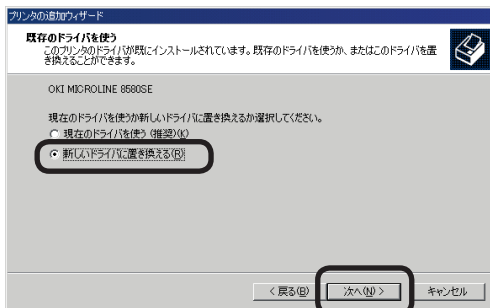 プリンタの追加ウィザード
既存のドライバを使う
このプリンタのドライバが既にインストールされています。既存のドライバを使うか、またはこのドライバを置
き換えることができます。
OKI MICROLINE 8580SE
現在のドライバを使うか新しいドライバに置き換えるか選択してください。
現在のドライバを使う (推奨)(K)
新しいドライバに置き換える(R)
< 戻る(B)
次へ(N) >
キャンセル